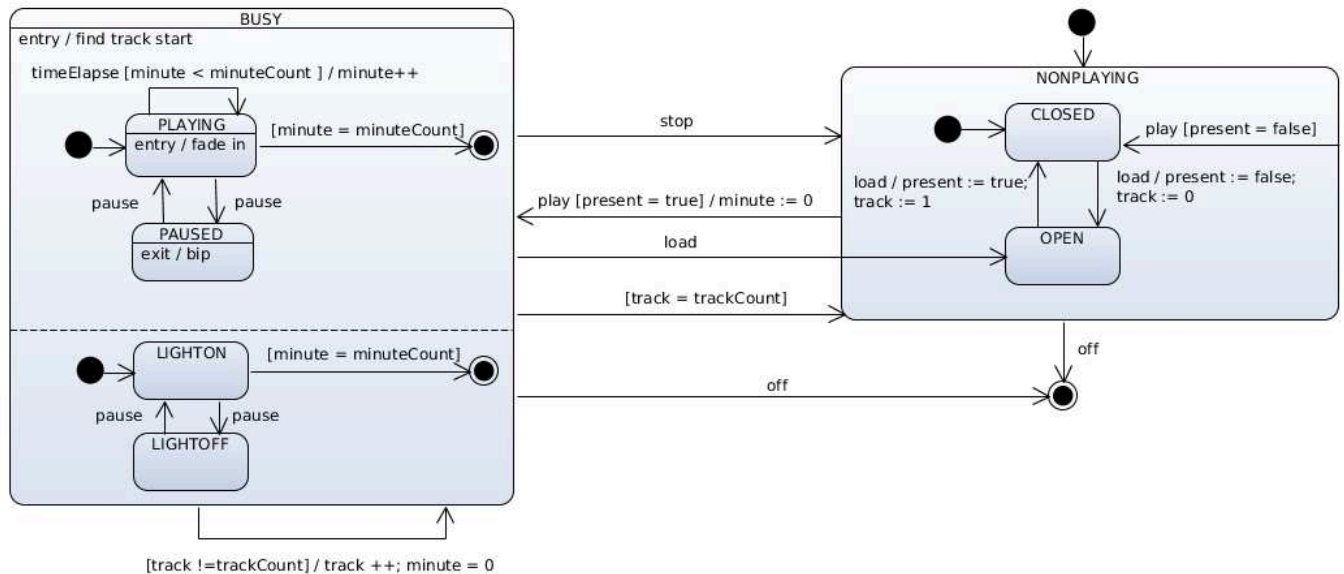 BUSY
entry / find track start
timeElapse [minute < minuteCount ] / minute++
PLAYING
entry / fade in
[minute = minuteCount]
pause
pause
PAUSED
exit / bip
LIGHTON
[minute = minuteCount]
pause
pause
LIGHTOFF
[track !=trackCount] / track ++; minute = 0
stop
play [present = true] / minute := 0
load
[track = trackCount]
off
NONPLAYING
CLOSED
play [present = false]
load / present := true;
track := 1
load / present := false;
track := 0
OPEN
off